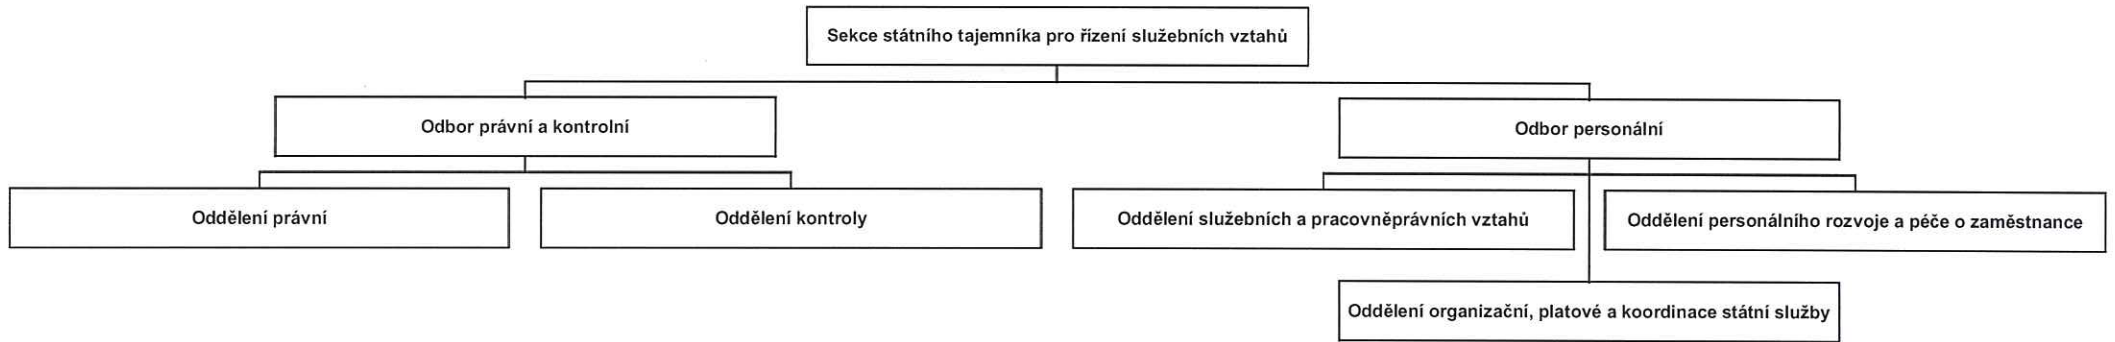 Sekce státního tajemníka pro řízení služebních vztahů
Odbor právní a kontrolní
Odbor personální
Oddělení právní
Oddělení kontroly
Oddělení služebních a pracovněprávních vztahů
Oddělení personálního rozvoje a péče o zaměstnance
Oddělení organizační, platové a koordinace státní služby